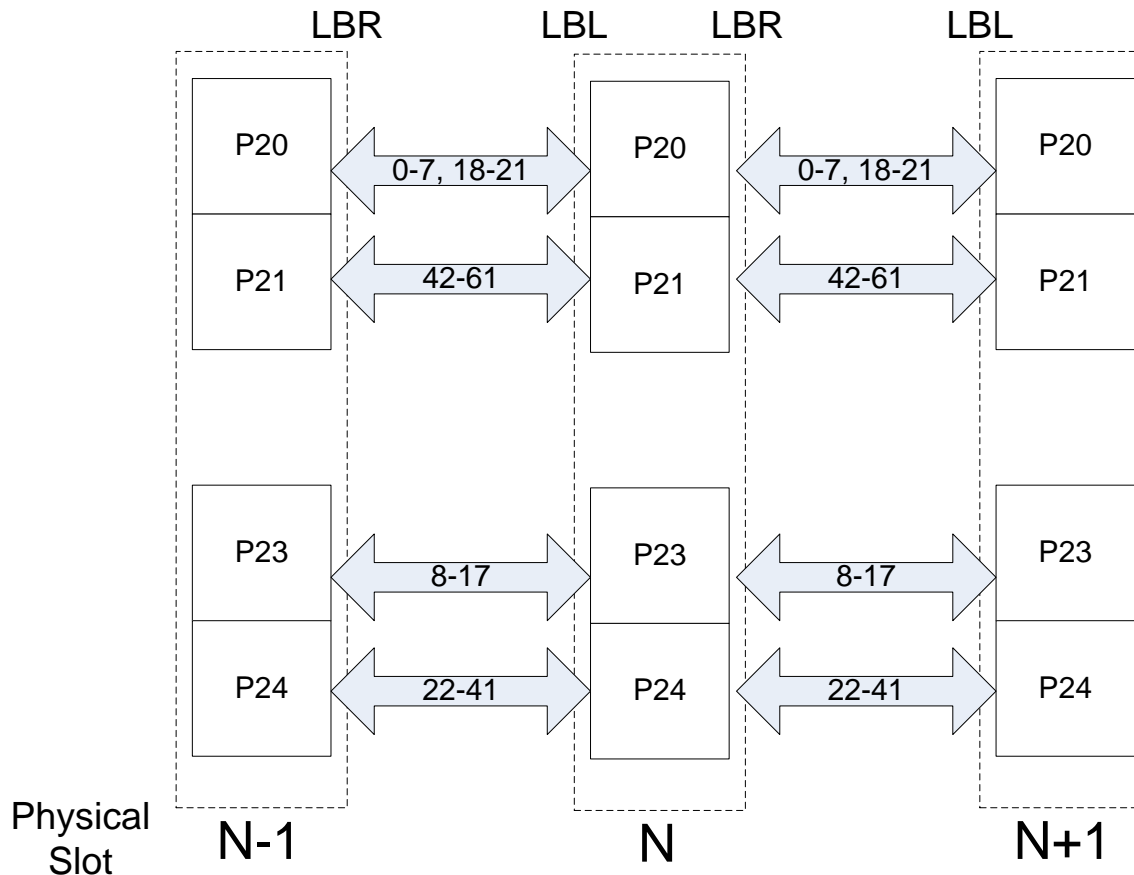 LBR LBL LBR LBL
P20 0-7, 18-21 P20 0-7, 18-21 P20
P21 42-61 P21 42-61 P21
P23 8-17 P23 8-17 P23
P24 22-41 P24 22-41 P24
Physical
Slot
N-1 N N+1